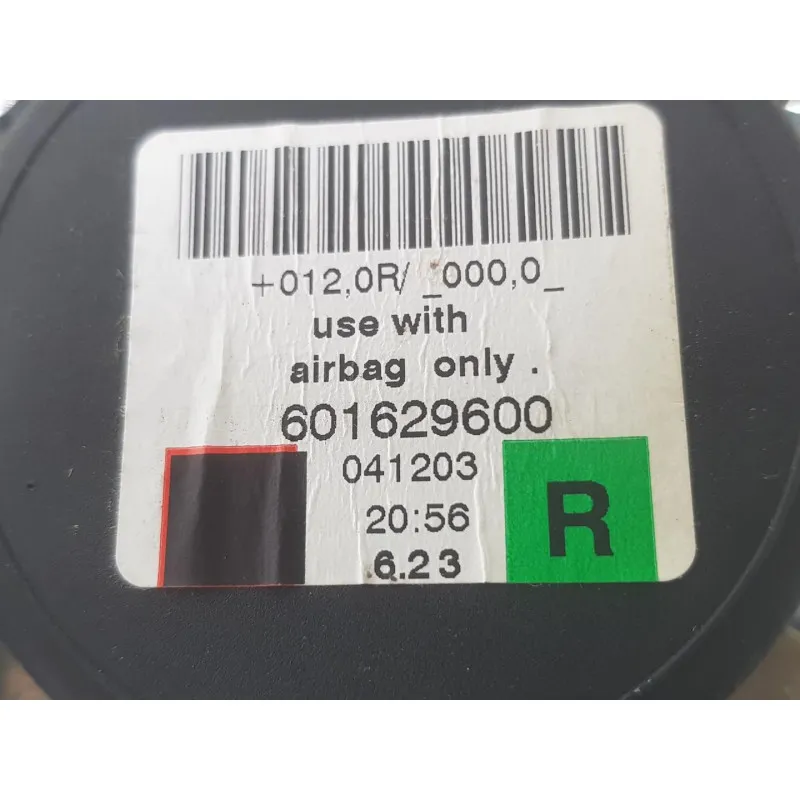 +012,0R/ _000,0_
use with
airbag only .
601629600
041203
20:56
6.23
R